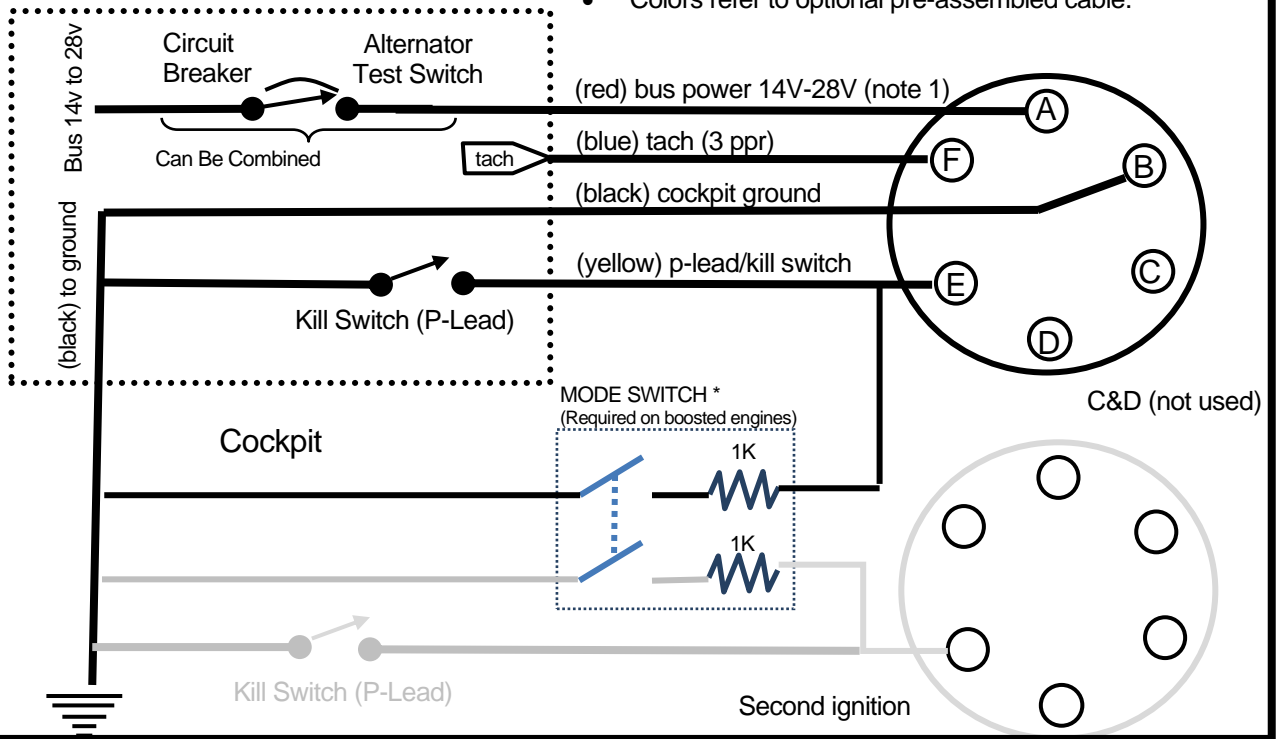 • Colors refer to optional pre-assembled cable.
Bus 14v to 28v
Circuit
Breaker
Alternator
Test Switch
(red) bus power 14V-28V (note 1)
A
Can Be Combined
tach
(blue) tach (3 ppr)
F
B
(black) to ground
(black) cockpit ground
(yellow) p-lead/kill switch
E
C
Kill Switch (P-Lead)
D
C&D (not used)
MODE SWITCH *
(Required on boosted engines)
Cockpit
1K
1K
Kill Switch (P-Lead)
Second ignition